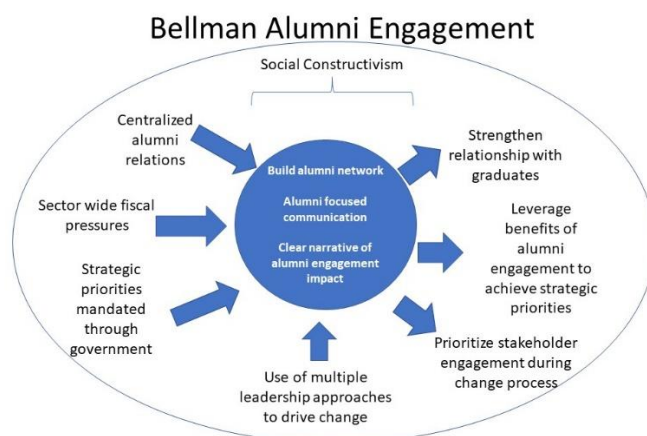 Bellman Alumni Engagement
Social Constructivism
Centralized
alumni
relations
Sector wide fiscal
pressures
Strategic
priorities
mandated
through
government
Build alumni network
Alumni focused
communication
Clear narrative of
alumni engagement
impact
Use of multiple
leadership approaches
to drive change
Strengthen
relationship with
graduates
Leverage
benefits of
alumni
engagement to
achieve strategic
priorities
Prioritize stakeholder
engagement during
change process